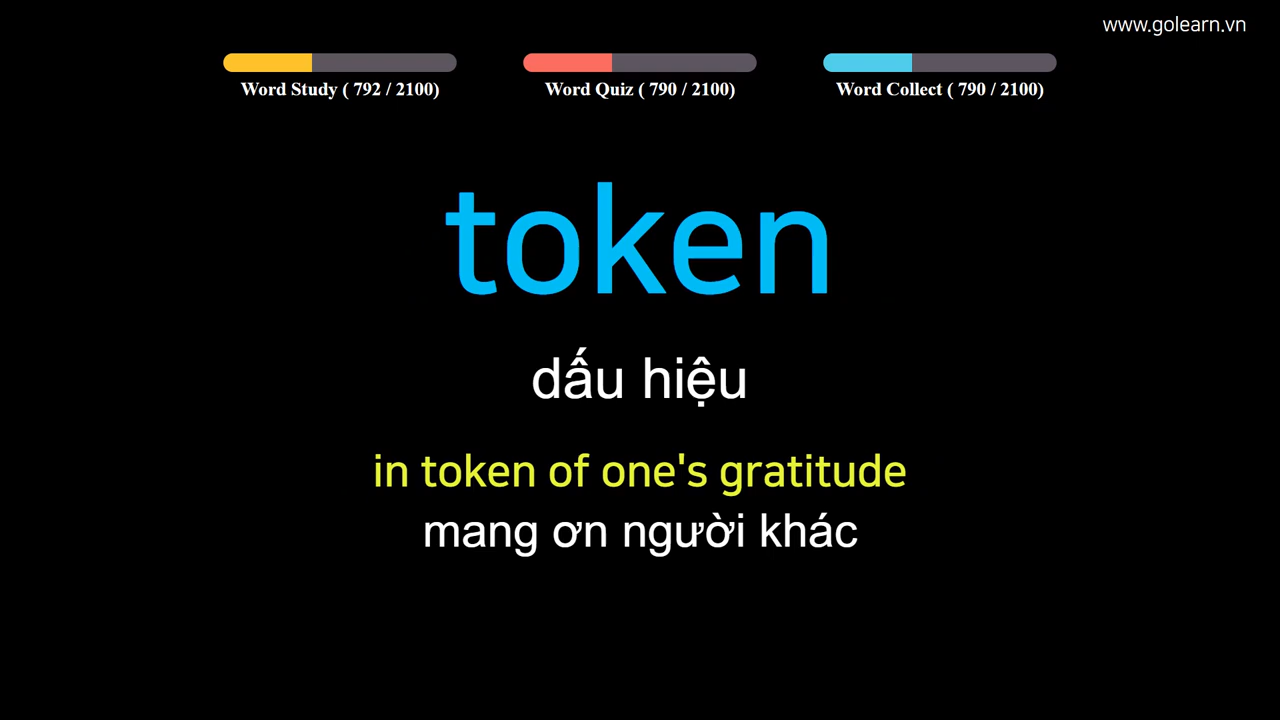 www.golearn.vn
Word Study ( 792 / 2100)
Word Quiz ( 790 / 2100)
Word Collect ( 790 / 2100)
token
dấu hiệu
in token of one's gratitude
mang ơn người khác